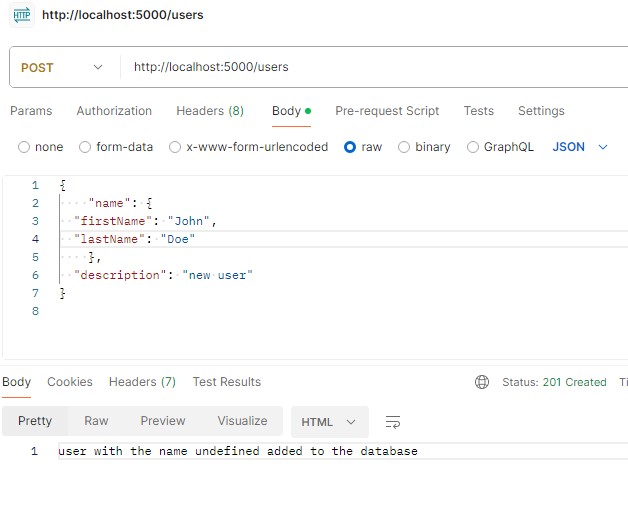 HTTP http://localhost:5000/users
POST http://localhost:5000/users
Params Authorization Headers (8) Body Pre-request Script Tests Settings
none form-data x-www-form-urlencoded raw binary GraphQL JSON
1 {
2 "name": {
3 "firstName": "John",
4 "lastName": "Doe"
5 },
6 "description": "new user"
7 }
8
Body Cookies Headers (7) Test Results Status: 201 Created
Pretty Raw Preview Visualize HTML
1 user with the name undefined added to the database